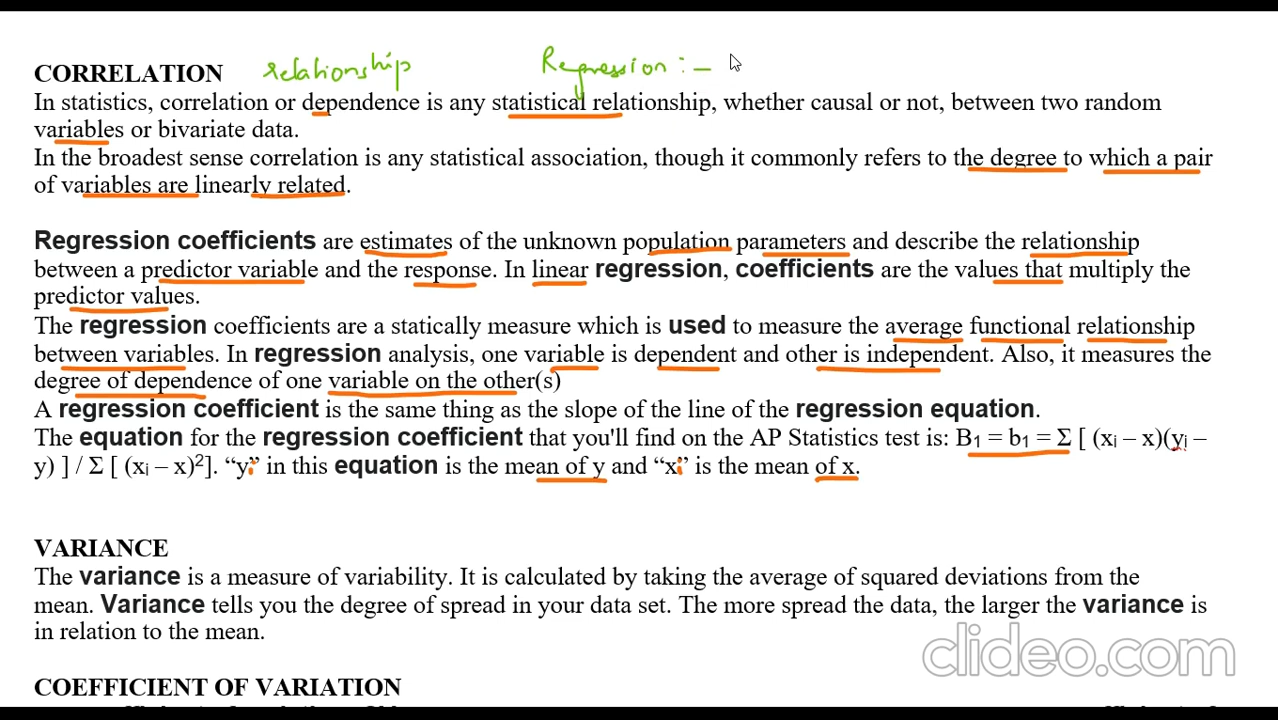 CORRELATION relationship Regression :–
In statistics, correlation or dependence is any statistical relationship, whether causal or not, between two random
variables or bivariate data.
In the broadest sense correlation is any statistical association, though it commonly refers to the degree to which a pair
of variables are linearly related.
Regression coefficients are estimates of the unknown population parameters and describe the relationship
between a predictor variable and the response. In linear regression, coefficients are the values that multiply the
predictor values.
The regression coefficients are a statically measure which is used to measure the average functional relationship
between variables. In regression analysis, one variable is dependent and other is independent. Also, it measures the
degree of dependence of one variable on the other(s)
A regression coefficient is the same thing as the slope of the line of the regression equation.
The equation for the regression coefficient that you'll find on the AP Statistics test is: B1 = b1 = Σ [ (xi – x)(yi –
y) ] / Σ [ (xi – x)2]. “yi” in this equation is the mean of y and “xi” is the mean of x.
VARIANCE
The variance is a measure of variability. It is calculated by taking the average of squared deviations from the
mean. Variance tells you the degree of spread in your data set. The more spread the data, the larger the variance is
in relation to the mean.
clideo.com
COEFFICIENT OF VARIATION